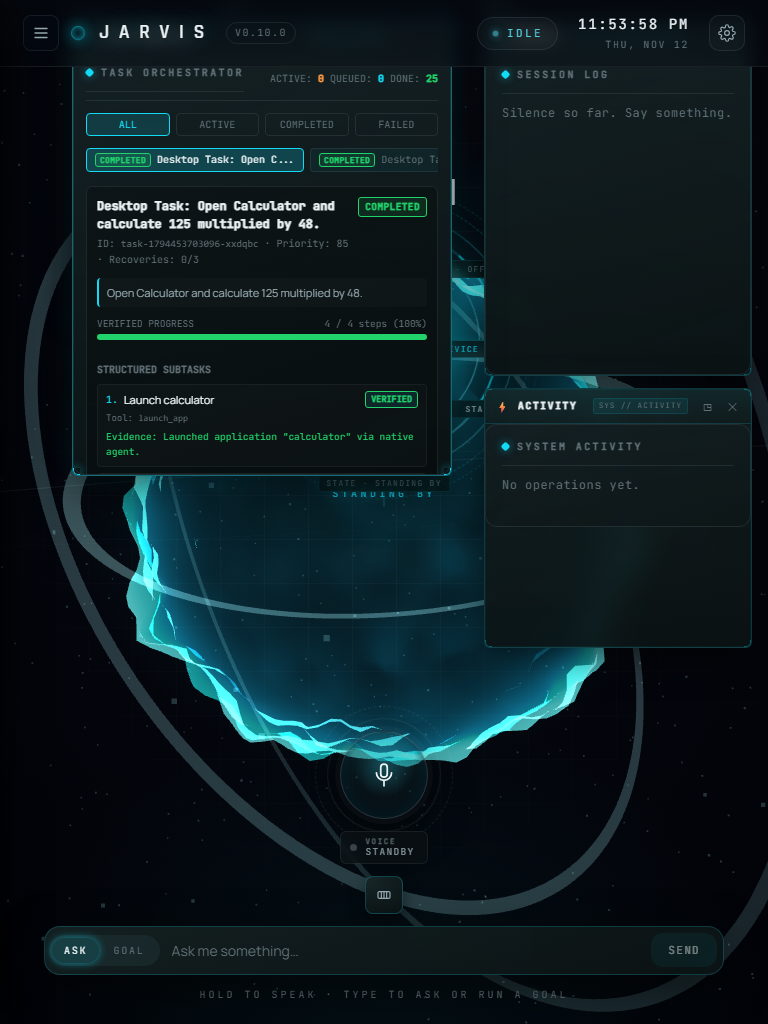 JARVIS
V0.10.0
IDLE
11:53:58 PM
THU, NOV 12
TASK ORCHESTRATOR
ACTIVE: 0 QUEUED: 0 DONE: 25
ALL
ACTIVE
COMPLETED
FAILED
COMPLETED Desktop Task: Open C...
COMPLETED Desktop Ta
Desktop Task: Open Calculator and
calculate 125 multiplied by 48.
COMPLETED
ID: task-1794453703096-xxdqbc · Priority: 85
· Recoveries: 0/3
Open Calculator and calculate 125 multiplied by 48.
VERIFIED PROGRESS
4 / 4 steps (100%)
STRUCTURED SUBTASKS
1. Launch calculator
VERIFIED
Tool: launch_app
Evidence: Launched application "calculator" via native
agent.
SESSION LOG
Silence so far. Say something.
· OFF
VICE
STA
ACTIVITY
SYS // ACTIVITY
SYSTEM ACTIVITY
No operations yet.
STATE · STANDING BY
STANDING BY
VOICE
STANDBY
ASK
GOAL
Ask me something...
SEND
HOLD TO SPEAK · TYPE TO ASK OR RUN A GOAL